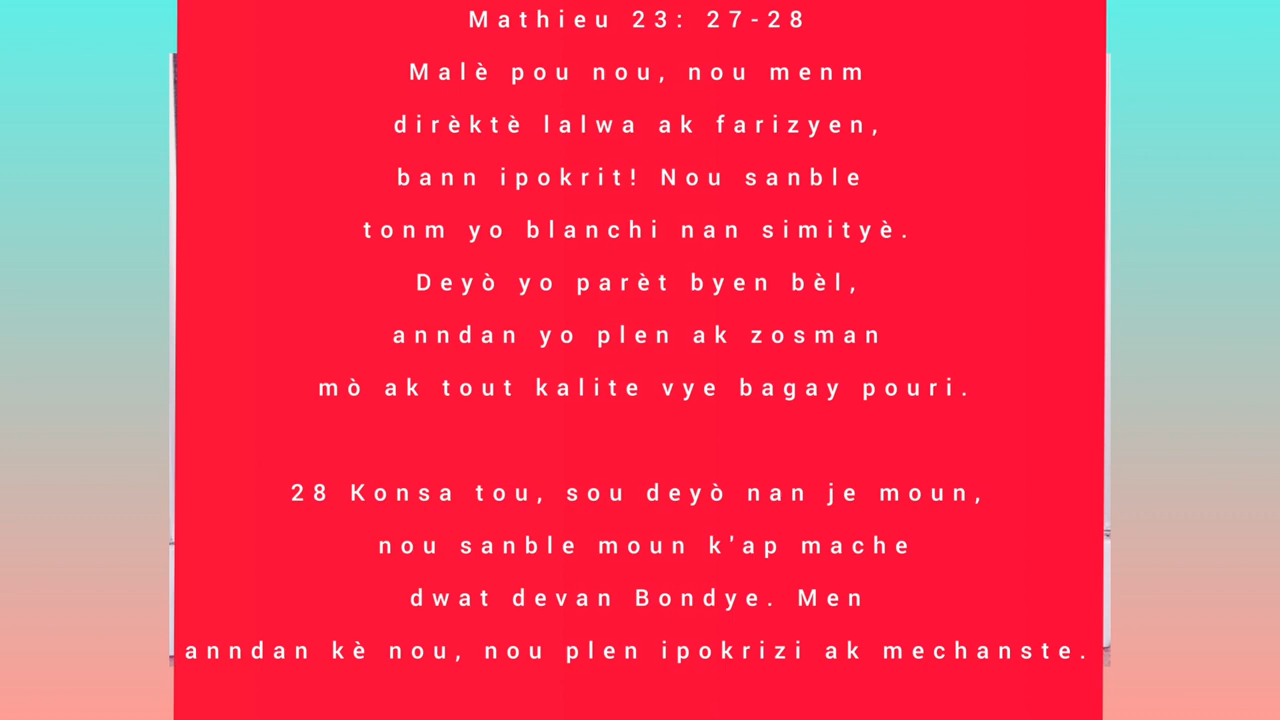 Mathieu 23: 27-28
Malè pou nou, nou menm
dirèktè lalwa ak farizyen,
bann ipokrit! Nou sanble
tonm yo blanchi nan simityè.
Deyò yo parèt byen bèl,
anndan yo plen ak zosman
mò ak tout kalite vye bagay pouri.
28 Konsa tou, sou deyò nan je moun,
nou sanble moun k'ap mache
dwat devan Bondye. Men
anndan kè nou, nou plen ipokrizi ak mechanste.